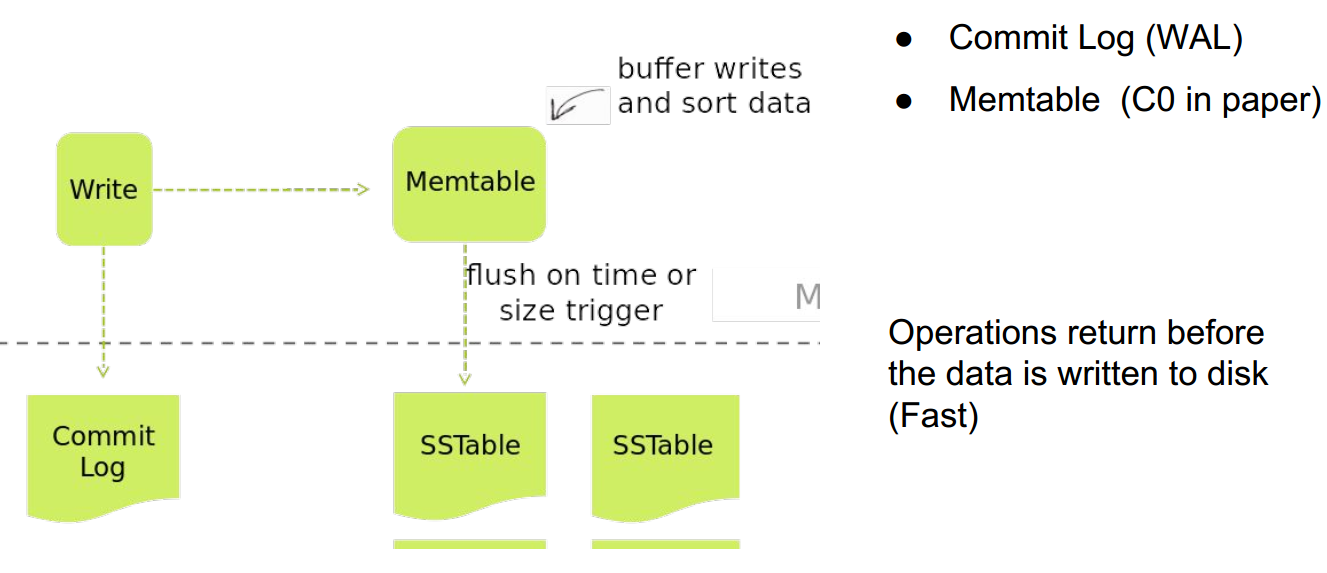 buffer writes
and sort data
Write
Memtable
flush on time or
size trigger
M
Commit
Log
SSTable
SSTable
● Commit Log (WAL)
● Memtable (C0 in paper)
Operations return before
the data is written to disk
(Fast)